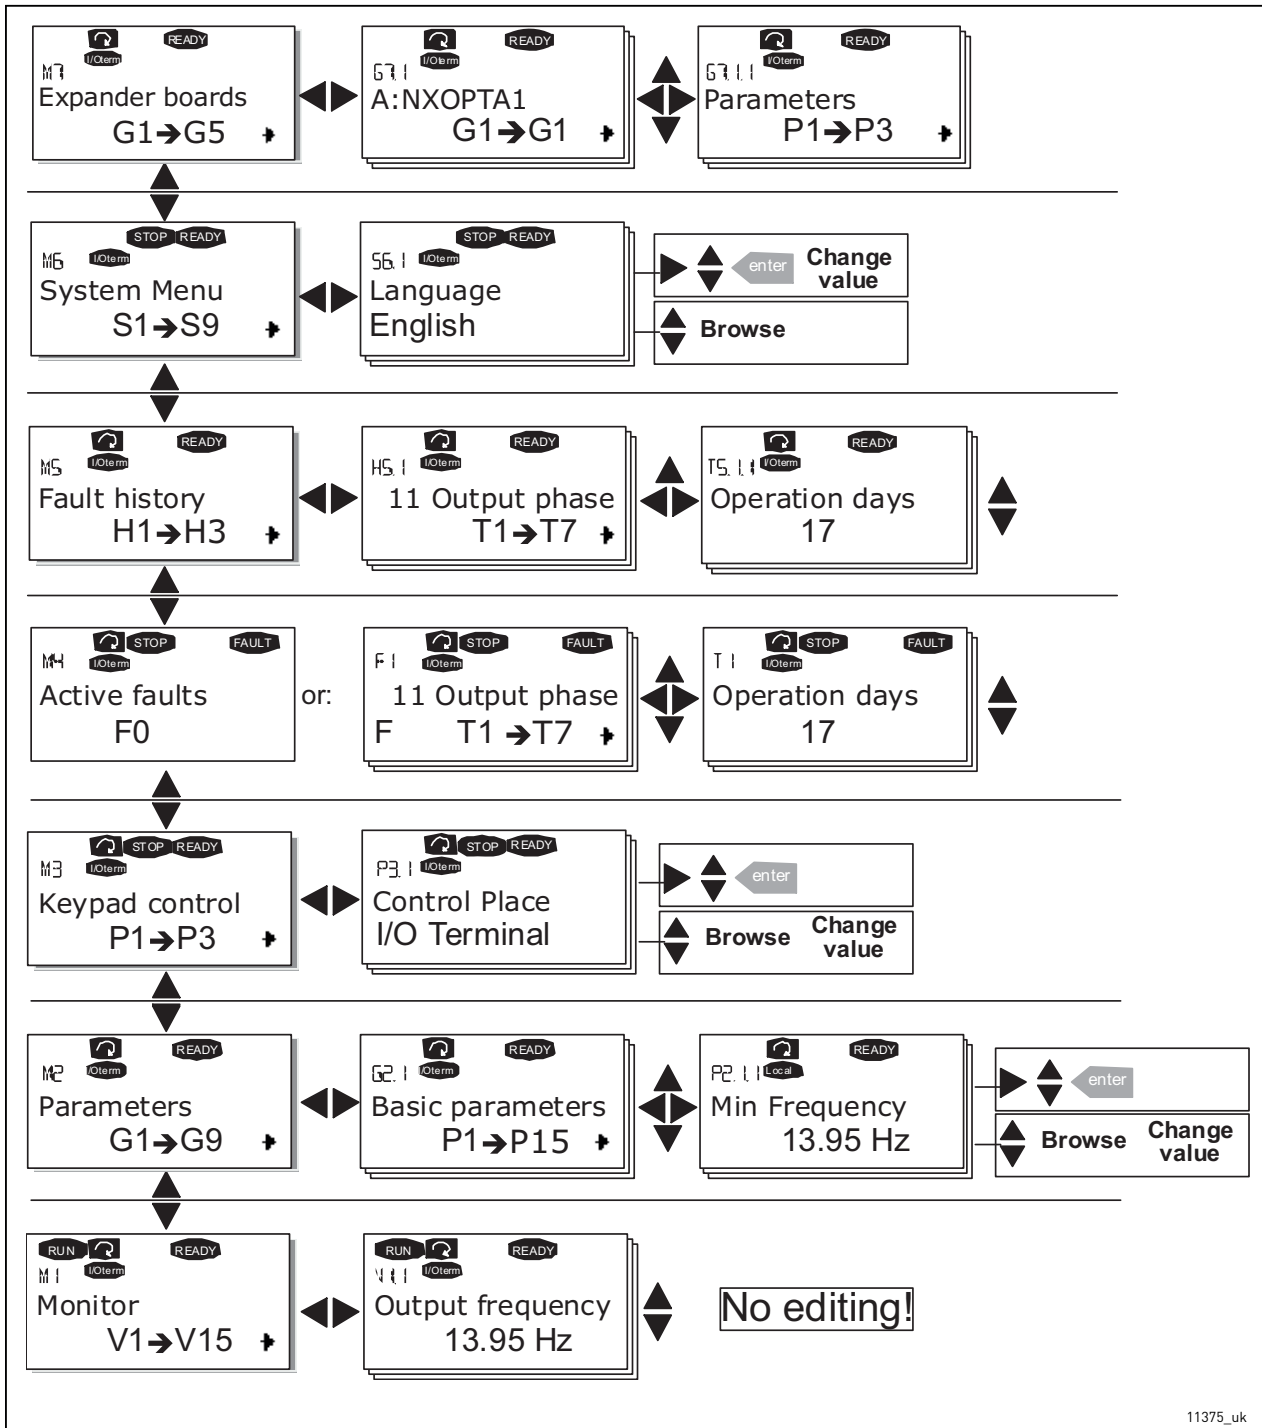 READY
I/Oterm
M7
Expander boards
G1➔G5
READY
I/Oterm
G7.1
A:NXOPTA1
G1➔G1
READY
I/Oterm
G7.1.1
Parameters
P1➔P3
STOP READY
M6 I/Oterm
System Menu
S1➔S9
STOP READY
S6.1 I/Oterm
Language
English
enter Change value
Browse
READY
M5 I/Oterm
Fault history
H1➔H3
READY
H5.1 I/Oterm
11 Output phase
T1➔T7
READY
T5.1.1 I/Oterm
Operation days
17
STOP FAULT
M4 I/Oterm
Active faults
F0
or:
STOP FAULT
F1 I/Oterm
11 Output phase
F T1 ➔T7
STOP FAULT
T1 I/Oterm
Operation days
17
STOP READY
M3 I/Oterm
Keypad control
P1➔P3
STOP READY
P3.1 I/Oterm
Control Place
I/O Terminal
enter
Browse Change value
READY
M2 I/Oterm
Parameters
G1➔G9
READY
G2.1 I/Oterm
Basic parameters
P1➔P15
READY
P2.1.1 Local
Min Frequency
13.95 Hz
enter
Browse Change value
RUN READY
M1 I/Oterm
Monitor
V1➔V15
RUN READY
V1.1 I/Oterm
Output frequency
13.95 Hz
No editing!
11375_uk